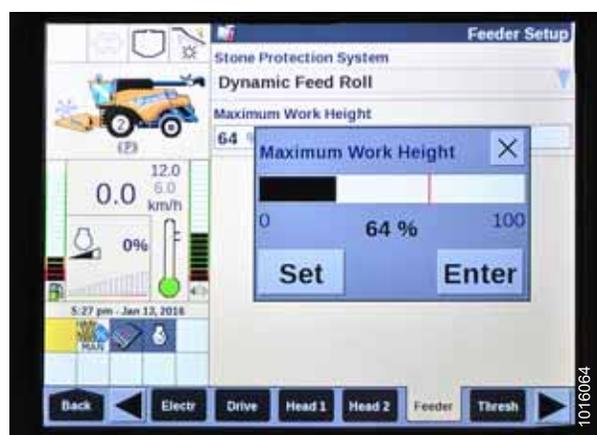 Feeder Setup
Stone Protection System
Dynamic Feed Roll
Maximum Work Height
64 %
Maximum Work Height
0
64 %
100
Set
Enter
2
(P)
12.0
6.0
0.0
km/h
0%
5:27 pm - Jan 13, 2016
MAN
Back
Electr
Drive
Head 1
Head 2
Feeder
Thresh
1016064